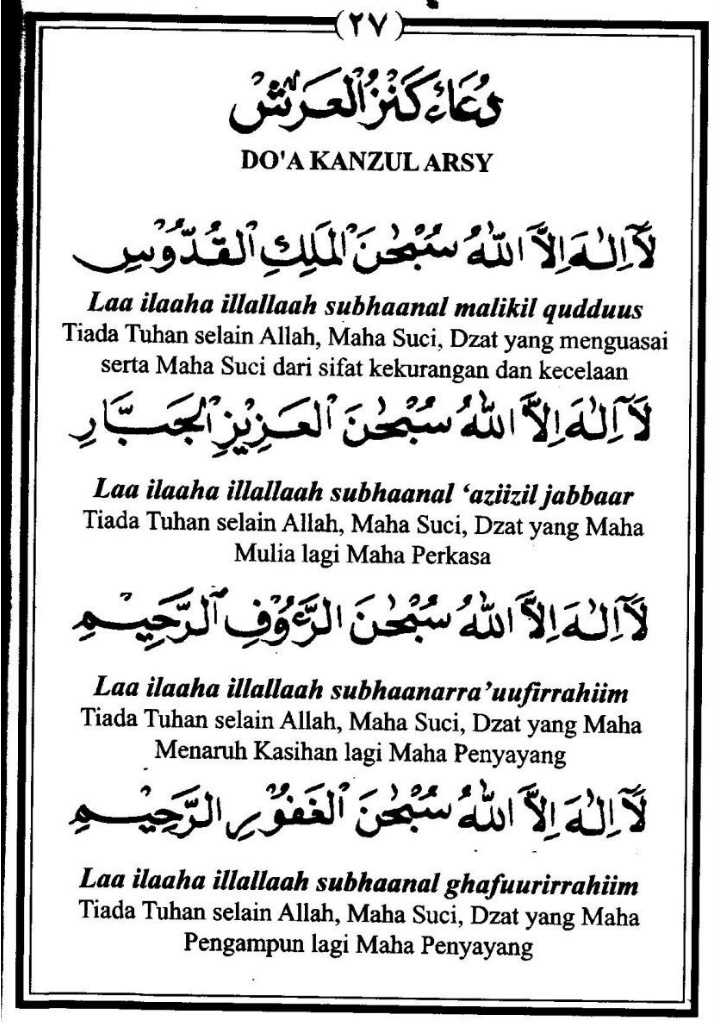 (٢٧)
دُعَاءُ كَنْزُ الْعَرْشِ
DO'A KANZUL ARSY
لَآ اِلٰهَ اِلَّا اللّٰهُ سُبْحٰنَ الْمَلِكِ الْقُدُّوْسِ
Laa ilaaha illallaah subhaanal malikil qudduus
Tiada Tuhan selain Allah, Maha Suci, Dzat yang menguasai
serta Maha Suci dari sifat kekurangan dan kecelaan
لَآ اِلٰهَ اِلَّا اللّٰهُ سُبْحٰنَ الْعَزِيْزِ الْجَبَّارِ
Laa ilaaha illallaah subhaanal ‘aziizil jabbaar
Tiada Tuhan selain Allah, Maha Suci, Dzat yang Maha
Mulia lagi Maha Perkasa
لَآ اِلٰهَ اِلَّا اللّٰهُ سُبْحٰنَ الرَّءُوْفِ الرَّحِيْمِ
Laa ilaaha illallaah subhaanarra’uufirrahiim
Tiada Tuhan selain Allah, Maha Suci, Dzat yang Maha
Menaruh Kasihan lagi Maha Penyayang
لَآ اِلٰهَ اِلَّا اللّٰهُ سُبْحٰنَ الْغَفُوْرِ الرَّحِيْمِ
Laa ilaaha illallaah subhaanal ghafuurirrahiim
Tiada Tuhan selain Allah, Maha Suci, Dzat yang Maha
Pengampun lagi Maha Penyayang